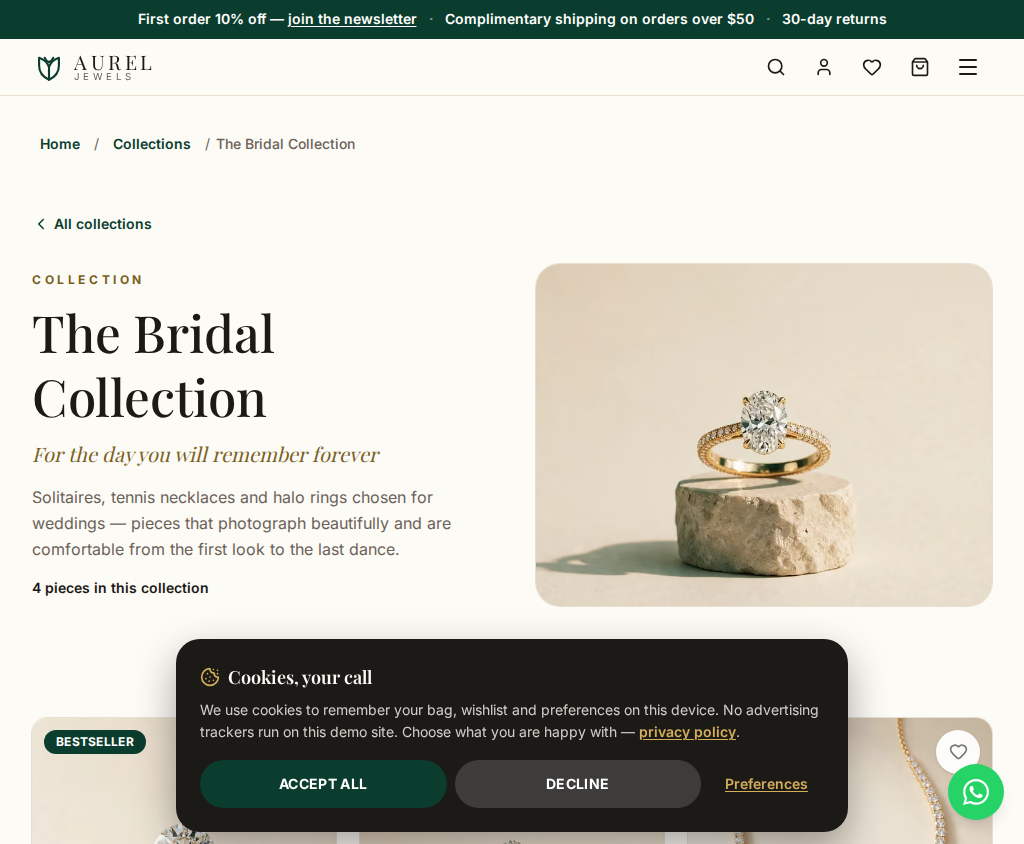 First order 10% off — join the newsletter · Complimentary shipping on orders over $50 · 30-day returns
AUREL
JEWELS
Home / Collections / The Bridal Collection
All collections
COLLECTION
The Bridal
Collection
For the day you will remember forever
Solitaires, tennis necklaces and halo rings chosen for
weddings — pieces that photograph beautifully and are
comfortable from the first look to the last dance.
4 pieces in this collection
Cookies, your call
We use cookies to remember your bag, wishlist and preferences on this device. No advertising
trackers run on this demo site. Choose what you are happy with — privacy policy.
BESTSELLER
ACCEPT ALL DECLINE Preferences